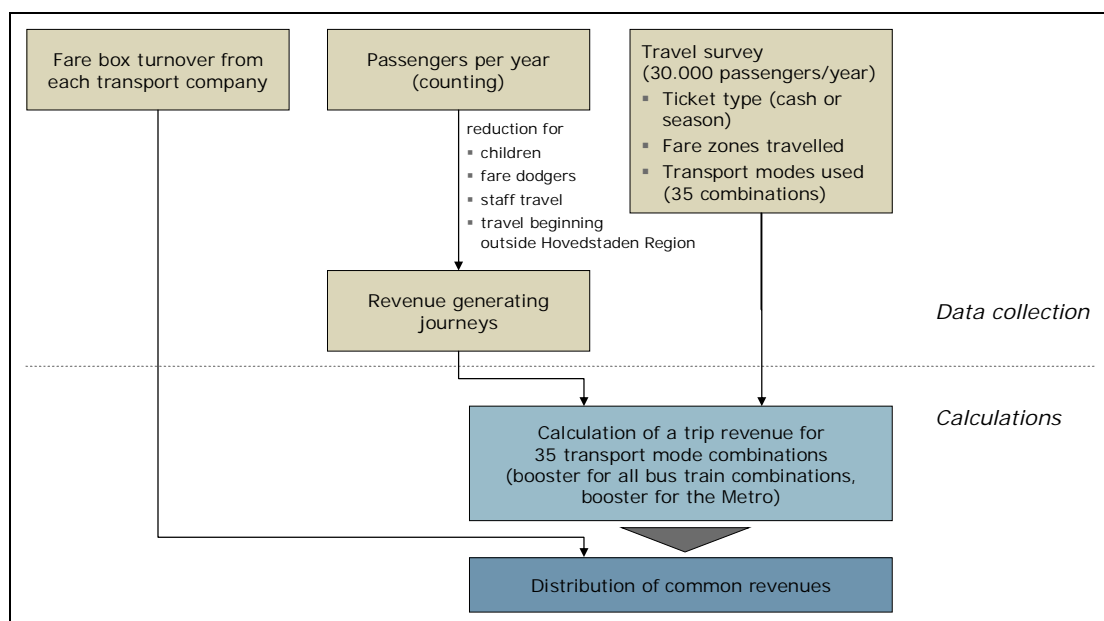 Fare box turnover from
each transport company
Passengers per year
(counting)
Travel survey
(30.000 passengers/year)
▪ Ticket type (cash or
season)
▪ Fare zones travelled
▪ Transport modes used
(35 combinations)
reduction for
▪ children
▪ fare dodgers
▪ staff travel
▪ travel beginning
outside Hovedstaden Region
Revenue generating
journeys
Data collection
Calculations
Calculation of a trip revenue for
35 transport mode combinations
(booster for all bus train combinations,
booster for the Metro)
Distribution of common revenues